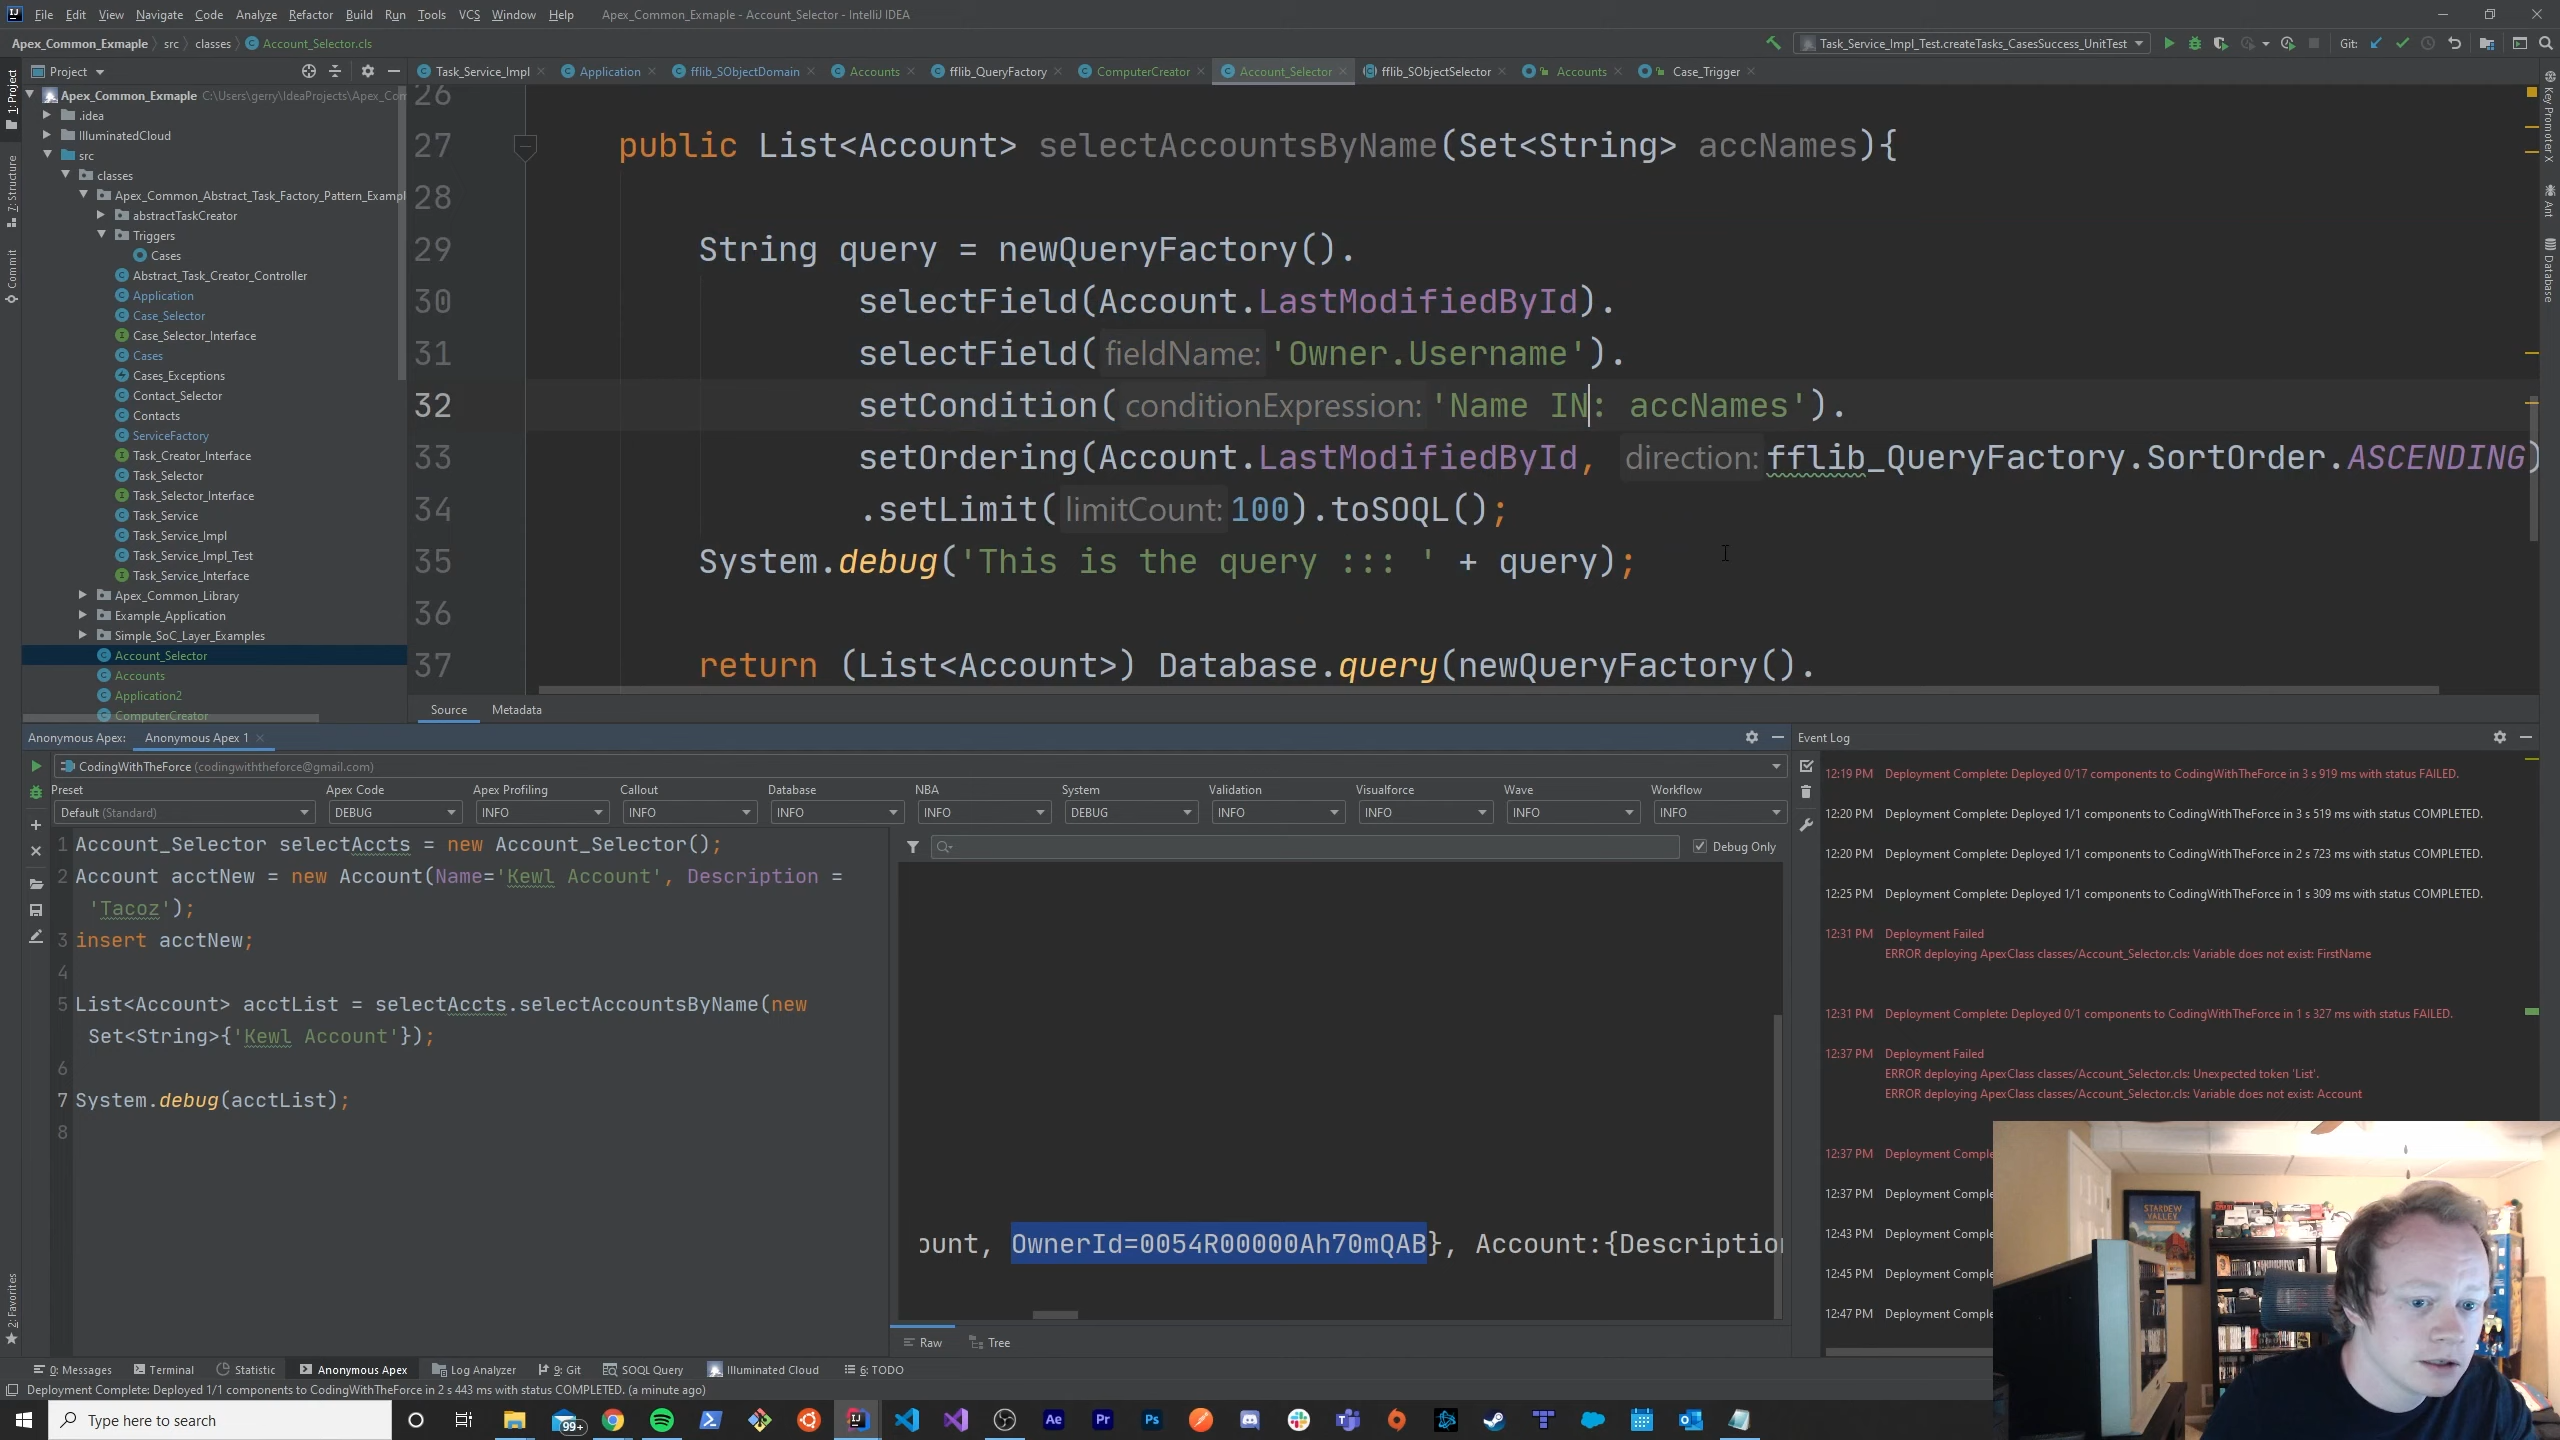 File Edit View Navigate Code Analyze Refactor Build Run Tools VCS Window Help Apex_Common_Exmaple - Account_Selector - IntelliJ IDEA
Apex_Common_Exmaple src classes Account_Selector.cls Task_Service_Impl_Test.createTasks_CasesSuccess_UnitTest Git:
Project
Task_Service_Impl Application fflib_SObjectDomain Accounts fflib_QueryFactory ComputerCreator Account_Selector fflib_SObjectSelector Accounts Case_Trigger
1: Project
7: Structure
Commit
2: Favorites
Key Promoter X
Ant
Database
Apex_Common_Exmaple C:\Users\gerry\IdeaProjects\Apex_Com
.idea
IlluminatedCloud
src
classes
Apex_Common_Abstract_Task_Factory_Pattern_Exampl
abstractTaskCreator
Triggers
Cases
Abstract_Task_Creator_Controller
Application
Case_Selector
Case_Selector_Interface
Cases
Cases_Exceptions
Contact_Selector
Contacts
ServiceFactory
Task_Creator_Interface
Task_Selector
Task_Selector_Interface
Task_Service
Task_Service_Impl
Task_Service_Impl_Test
Task_Service_Interface
Apex_Common_Library
Example_Application
Simple_SoC_Layer_Examples
Account_Selector
Accounts
Application2
ComputerCreator
26
27 public List<Account> selectAccountsByName(Set<String> accNames){
28
29 String query = newQueryFactory().
30 selectField(Account.LastModifiedById).
31 selectField( fieldName: 'Owner.Username').
32 setCondition( conditionExpression: 'Name IN: accNames').
33 setOrdering(Account.LastModifiedById, direction: fflib_QueryFactory.SortOrder.ASCENDING)
34 .setLimit( limitCount: 100).toSOQL();
35 System.debug('This is the query ::: ' + query);
36
37 return (List<Account>) Database.query(newQueryFactory().
Source Metadata
Anonymous Apex: Anonymous Apex 1
CodingWithTheForce (codingwiththeforce@gmail.com)
Preset Apex Code Apex Profiling Callout Database NBA System Validation Visualforce Wave Workflow
Default (Standard) DEBUG INFO INFO INFO INFO DEBUG INFO INFO INFO INFO
1 Account_Selector selectAccts = new Account_Selector();
2 Account acctNew = new Account(Name='Kewl Account', Description =
'Tacoz');
3 insert acctNew;
4
5 List<Account> acctList = selectAccts.selectAccountsByName(new
Set<String>{'Kewl Account'});
6
7 System.debug(acctList);
8
Debug Only
ount, OwnerId=0054R00000Ah70mQAB}, Account:{Description
Raw Tree
Event Log
12:19 PM Deployment Complete: Deployed 0/17 components to CodingWithTheForce in 3 s 919 ms with status FAILED.
12:20 PM Deployment Complete: Deployed 1/1 components to CodingWithTheForce in 3 s 519 ms with status COMPLETED.
12:20 PM Deployment Complete: Deployed 1/1 components to CodingWithTheForce in 2 s 723 ms with status COMPLETED.
12:25 PM Deployment Complete: Deployed 1/1 components to CodingWithTheForce in 1 s 309 ms with status COMPLETED.
12:31 PM Deployment Failed
ERROR deploying ApexClass classes/Account_Selector.cls: Variable does not exist: FirstName
12:31 PM Deployment Complete: Deployed 0/1 components to CodingWithTheForce in 1 s 327 ms with status FAILED.
12:37 PM Deployment Failed
ERROR deploying ApexClass classes/Account_Selector.cls: Unexpected token 'List'.
ERROR deploying ApexClass classes/Account_Selector.cls: Variable does not exist: Account
12:37 PM Deployment Comple
12:37 PM Deployment Comple
12:43 PM Deployment Comple
12:45 PM Deployment Comple
12:47 PM Deployment Comple
STARDEW VALLEY
0: Messages Terminal Statistic Anonymous Apex Log Analyzer 9: Git SOQL Query Illuminated Cloud 6: TODO
Deployment Complete: Deployed 1/1 components to CodingWithTheForce in 2 s 443 ms with status COMPLETED. (a minute ago)
Type here to search 99+ Ae Pr Ps